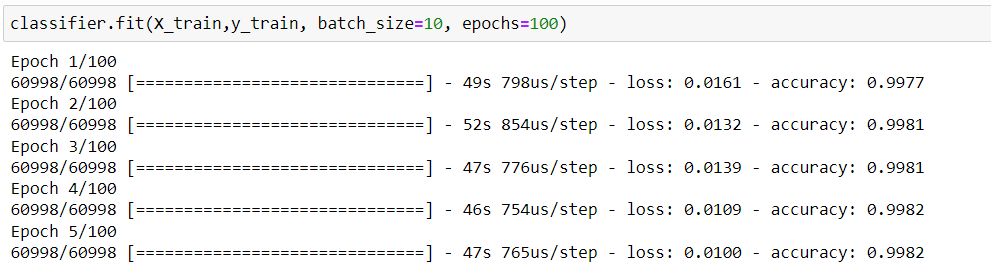 classifier.fit(X_train,y_train, batch_size=10, epochs=100)
Epoch 1/100
60998/60998 [==============================] - 49s 798us/step - loss: 0.0161 - accuracy: 0.9977
Epoch 2/100
60998/60998 [==============================] - 52s 854us/step - loss: 0.0132 - accuracy: 0.9981
Epoch 3/100
60998/60998 [==============================] - 47s 776us/step - loss: 0.0139 - accuracy: 0.9981
Epoch 4/100
60998/60998 [==============================] - 46s 754us/step - loss: 0.0109 - accuracy: 0.9982
Epoch 5/100
60998/60998 [==============================] - 47s 765us/step - loss: 0.0100 - accuracy: 0.9982